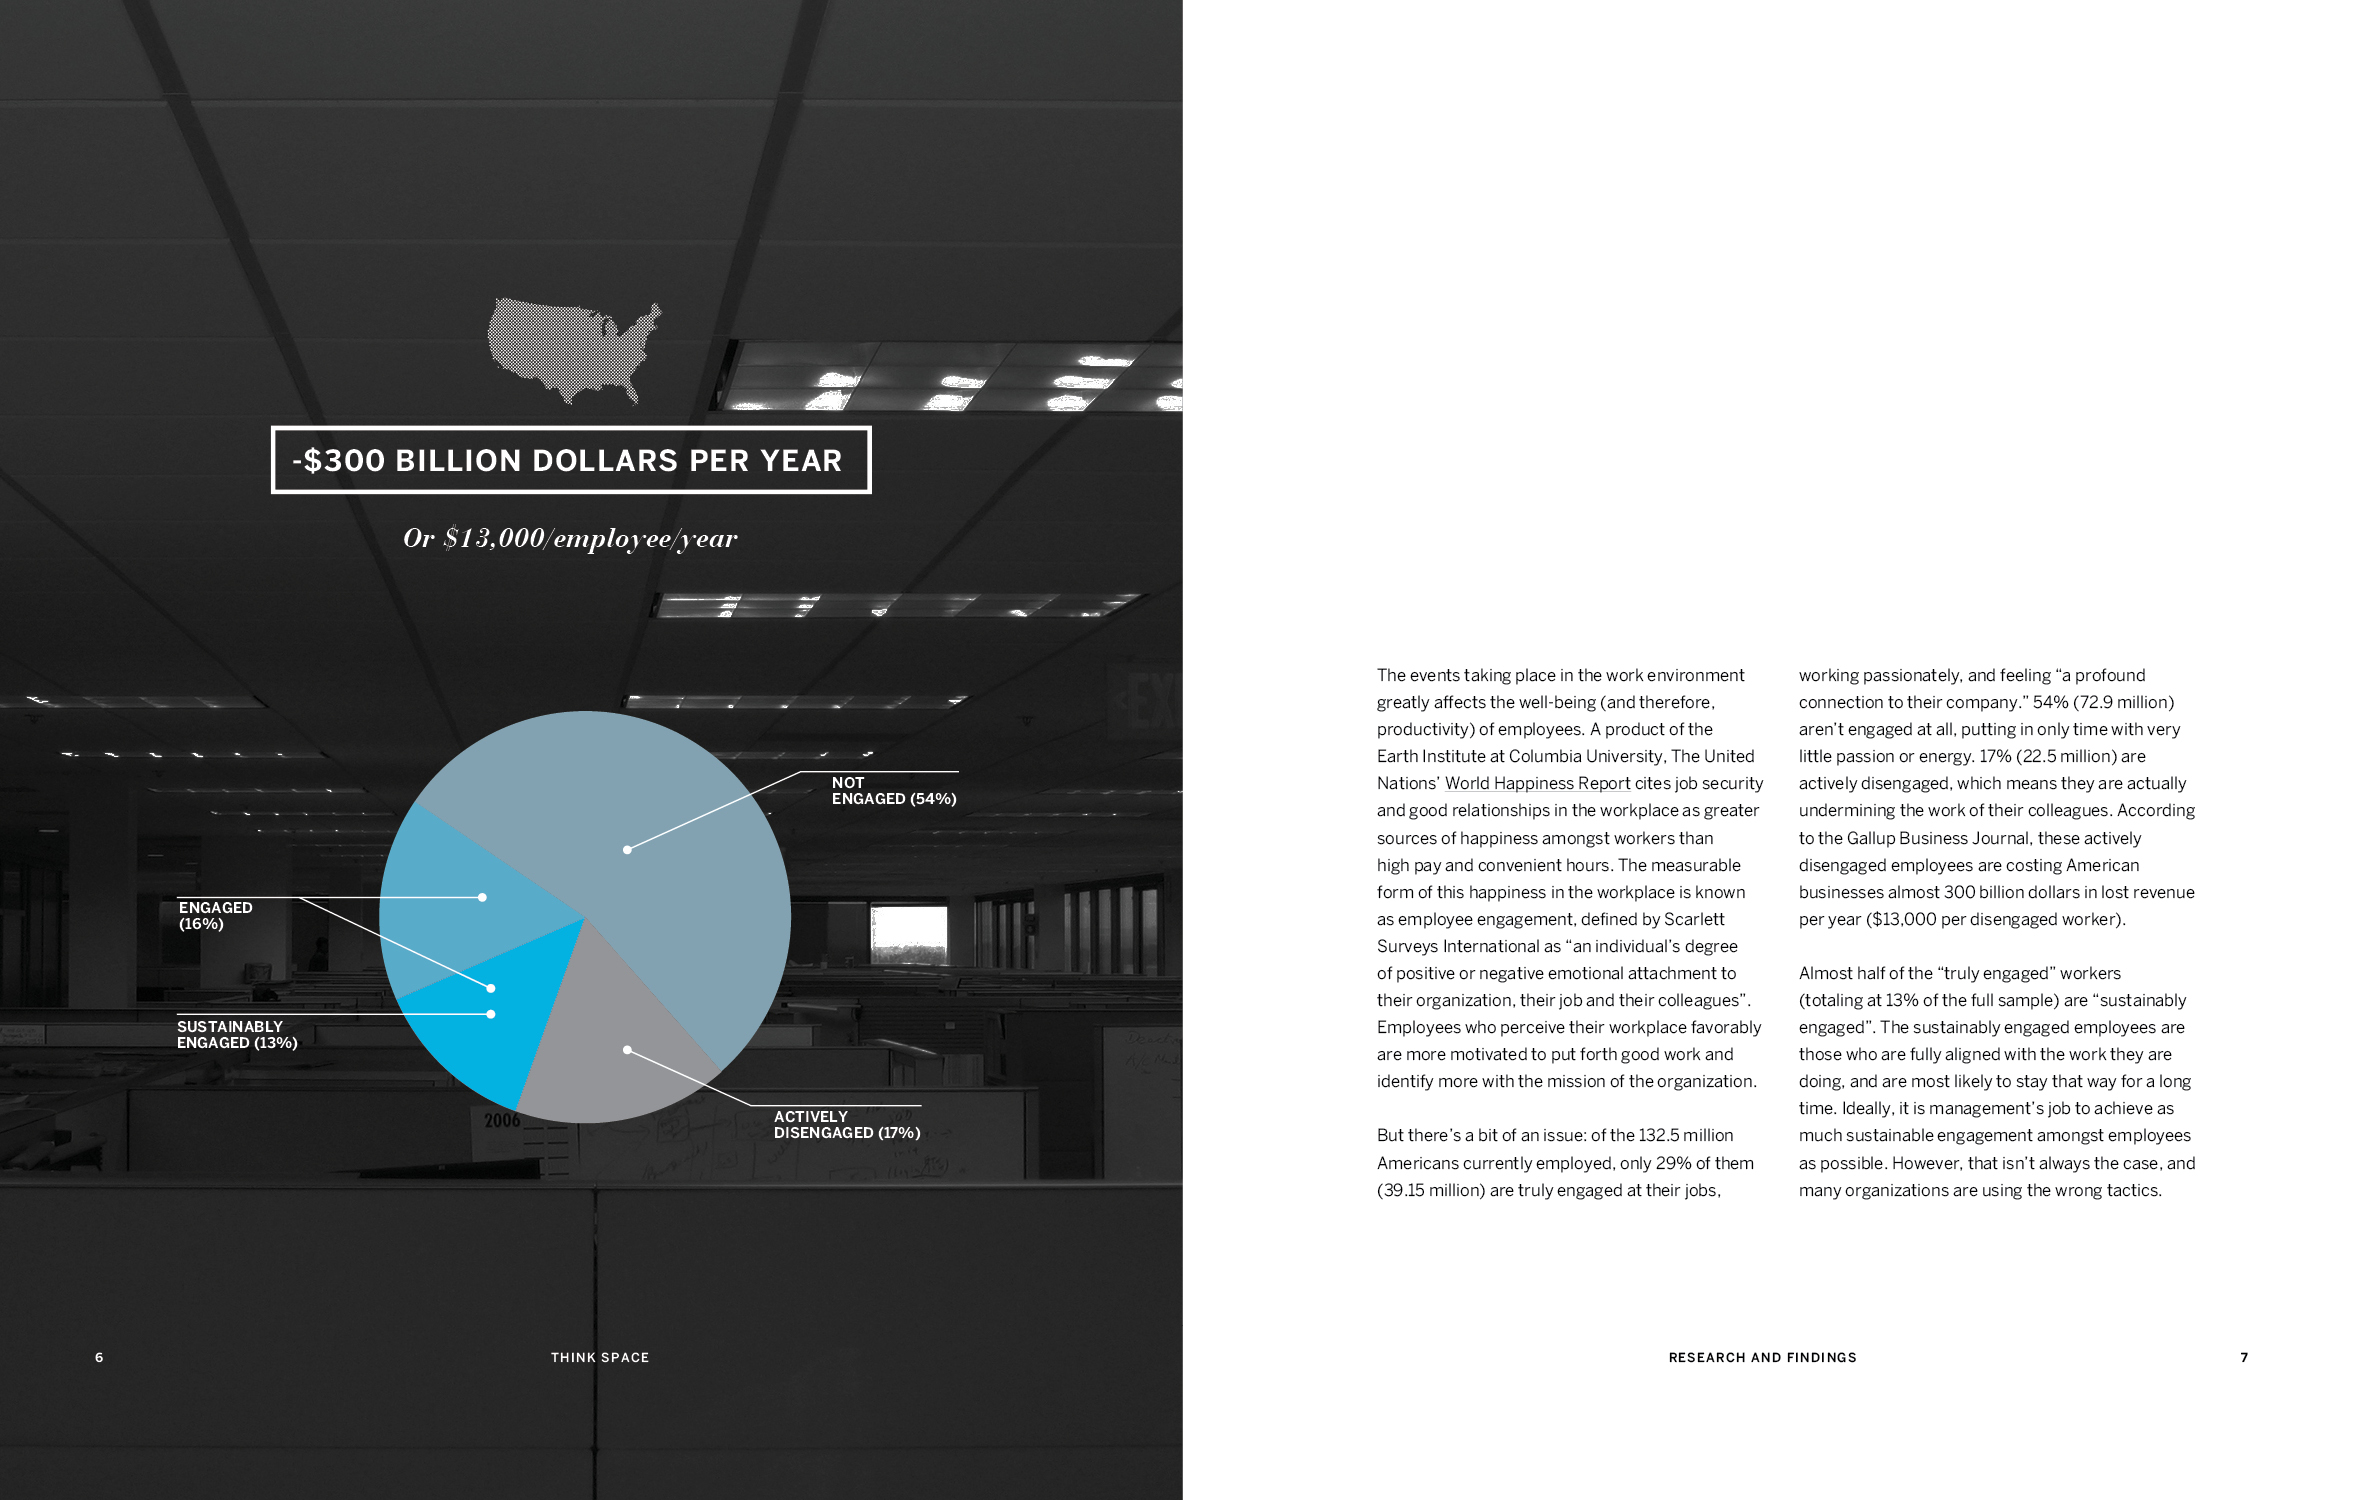 -$300 BILLION DOLLARS PER YEAR
Or $13,000/employee/year
NOT
ENGAGED (54%)
ENGAGED
(16%)
SUSTAINABLY
ENGAGED (13%)
ACTIVELY
DISENGAGED (17%)
2006
6
THINK SPACE
The events taking place in the work environment
greatly affects the well-being (and therefore,
productivity) of employees. A product of the
Earth Institute at Columbia University, The United
Nations’ World Happiness Report cites job security
and good relationships in the workplace as greater
sources of happiness amongst workers than
high pay and convenient hours. The measurable
form of this happiness in the workplace is known
as employee engagement, defined by Scarlett
Surveys International as “an individual’s degree
of positive or negative emotional attachment to
their organization, their job and their colleagues”.
Employees who perceive their workplace favorably
are more motivated to put forth good work and
identify more with the mission of the organization.
But there’s a bit of an issue: of the 132.5 million
Americans currently employed, only 29% of them
(39.15 million) are truly engaged at their jobs,
working passionately, and feeling “a profound
connection to their company.” 54% (72.9 million)
aren’t engaged at all, putting in only time with very
little passion or energy. 17% (22.5 million) are
actively disengaged, which means they are actually
undermining the work of their colleagues. According
to the Gallup Business Journal, these actively
disengaged employees are costing American
businesses almost 300 billion dollars in lost revenue
per year ($13,000 per disengaged worker).
Almost half of the “truly engaged” workers
(totaling at 13% of the full sample) are “sustainably
engaged”. The sustainably engaged employees are
those who are fully aligned with the work they are
doing, and are most likely to stay that way for a long
time. Ideally, it is management’s job to achieve as
much sustainable engagement amongst employees
as possible. However, that isn’t always the case, and
many organizations are using the wrong tactics.
RESEARCH AND FINDINGS
7